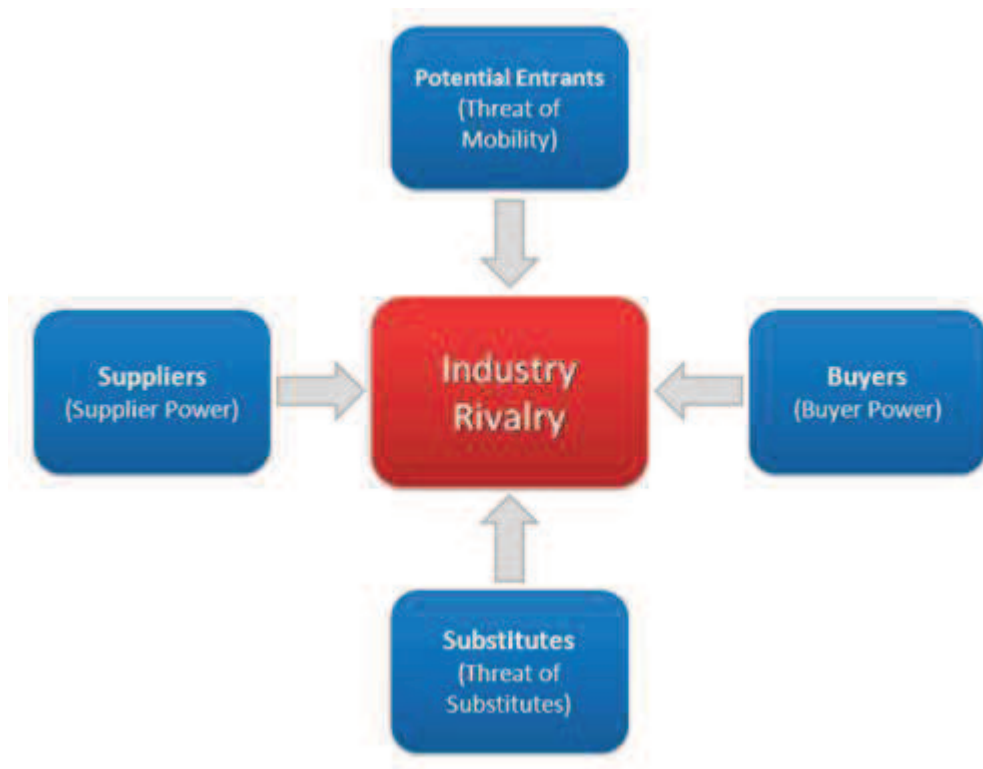 Potential Entrants
(Threat of
Mobility)
Suppliers
(Supplier Power)
Industry
Rivalry
Buyers
(Buyer Power)
Substitutes
(Threat of
Substitutes)